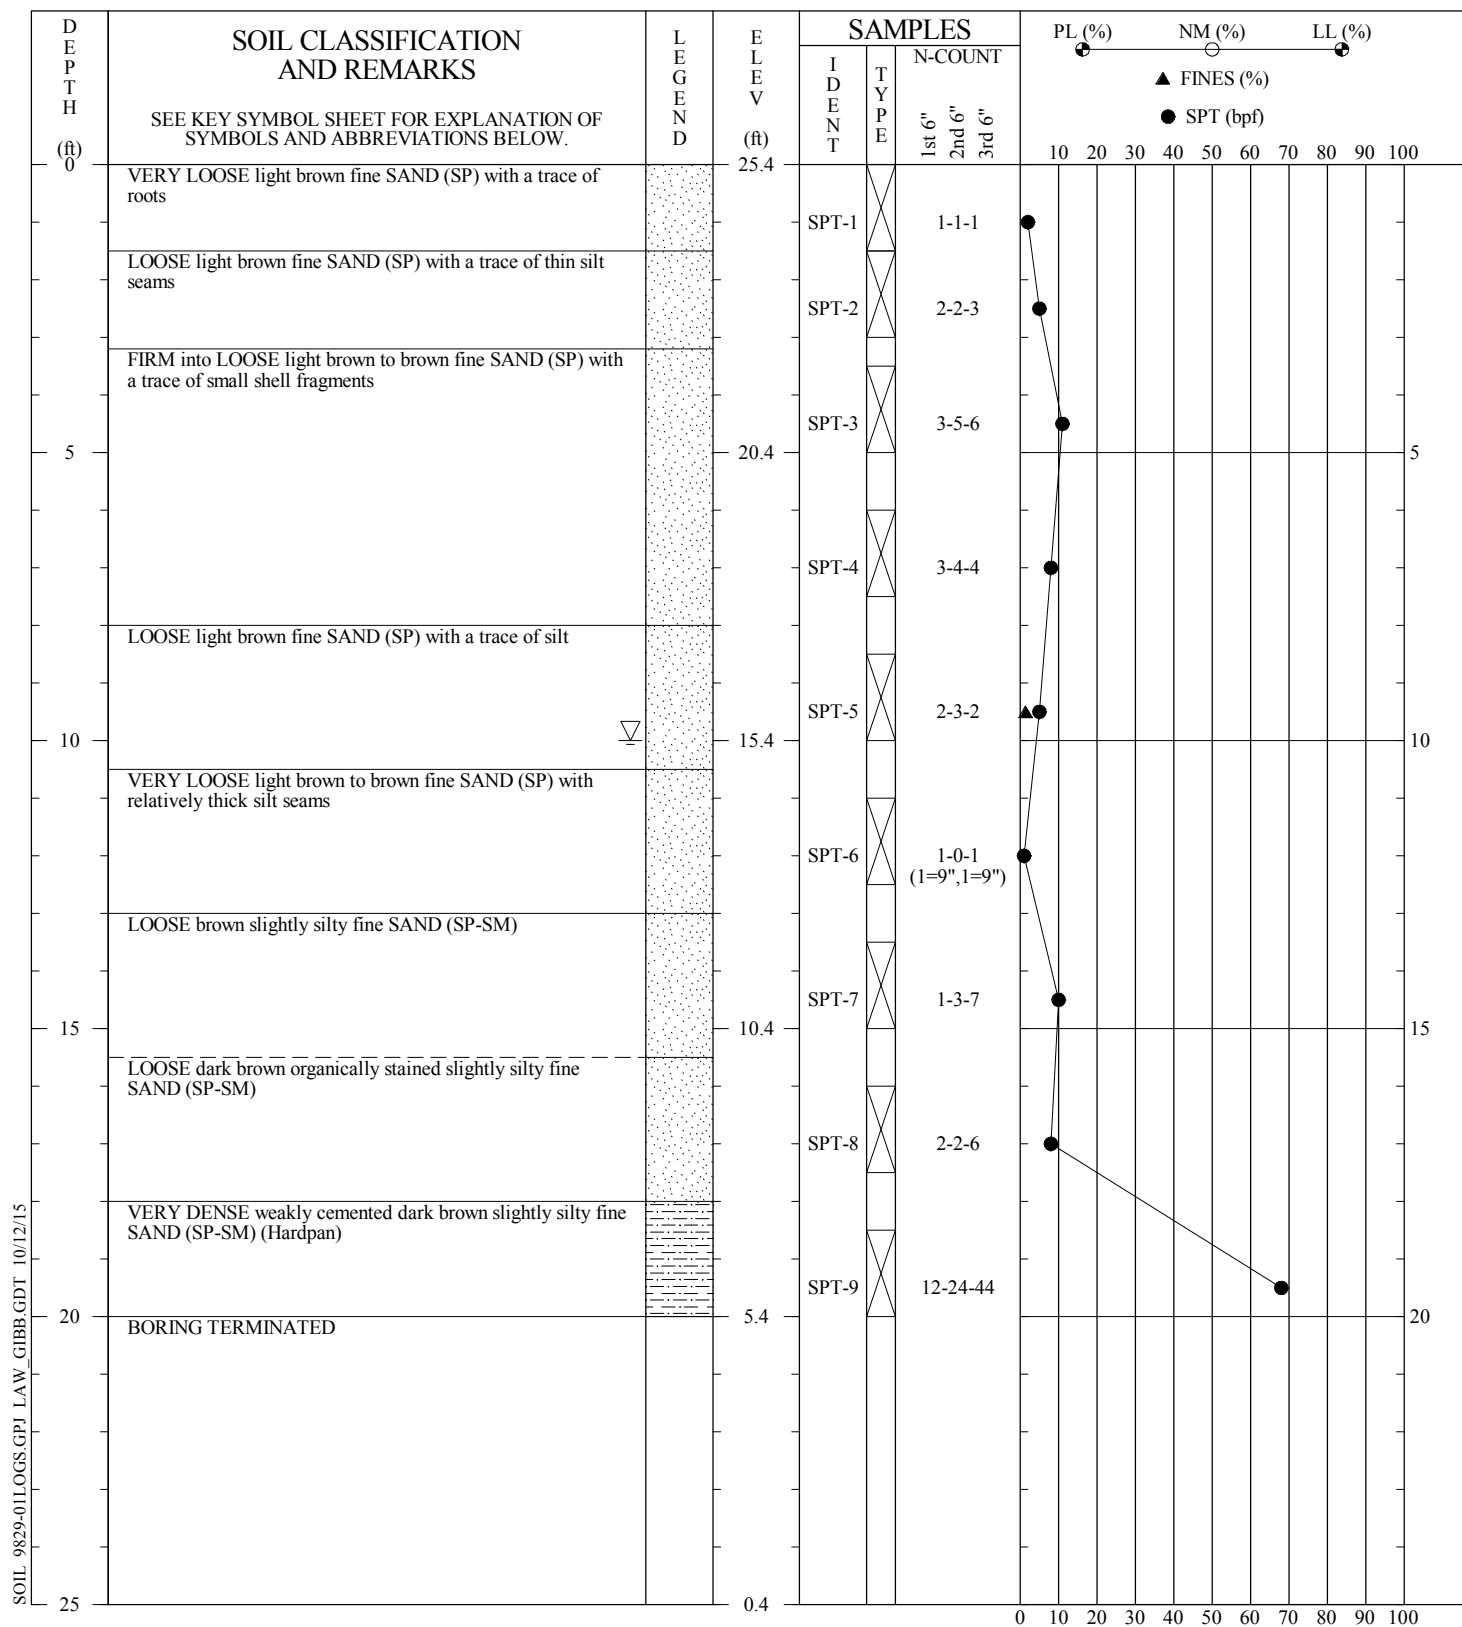 DEPTH
(ft)
SOIL CLASSIFICATION
AND REMARKS
SEE KEY SYMBOL SHEET FOR EXPLANATION OF
SYMBOLS AND ABBREVIATIONS BELOW.
LEGEND
ELEV
(ft)
SAMPLES
IDENT
TYPE
N-COUNT
1st 6"
2nd 6"
3rd 6"
PL (%) NM (%) LL (%)
FINES (%)
SPT (bpf)
10 20 30 40 50 60 70 80 90 100
0
VERY LOOSE light brown fine SAND (SP) with a trace of
roots
25.4
SPT-1 1-1-1
LOOSE light brown fine SAND (SP) with a trace of thin silt
seams
SPT-2 2-2-3
FIRM into LOOSE light brown to brown fine SAND (SP) with
a trace of small shell fragments
SPT-3 3-5-6
5 20.4 5
SPT-4 3-4-4
LOOSE light brown fine SAND (SP) with a trace of silt
SPT-5 2-3-2
10 15.4 10
VERY LOOSE light brown to brown fine SAND (SP) with
relatively thick silt seams
SPT-6 1-0-1
(1=9",1=9")
LOOSE brown slightly silty fine SAND (SP-SM)
SPT-7 1-3-7
15 10.4 15
LOOSE dark brown organically stained slightly silty fine
SAND (SP-SM)
SPT-8 2-2-6
VERY DENSE weakly cemented dark brown slightly silty fine
SAND (SP-SM) (Hardpan)
SPT-9 12-24-44
20 5.4 20
BORING TERMINATED
25 0.4
0 10 20 30 40 50 60 70 80 90 100
SOIL 9829-01LOGS.GPJ LAW_GIBB.GDT 10/12/15